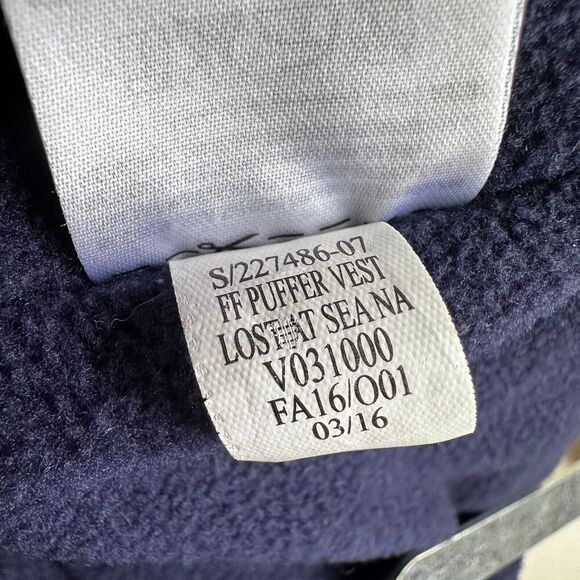 S/227486-07
FF PUFFER VEST
LOST AT SEA NA
V031000
FA16/O01
03/16